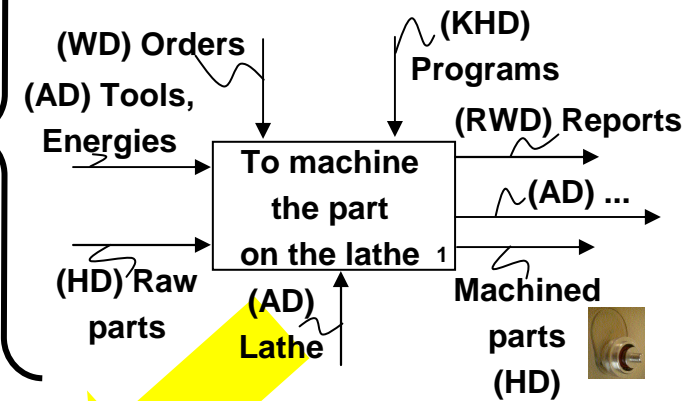 (WD) Orders
(KHD)
Programs
(AD) Tools,
Energies
(RWD) Reports
To machine
the part
on the lathe 1
(AD) ...
(HD) Raw
parts
(AD)
Lathe
Machined
parts
(HD)